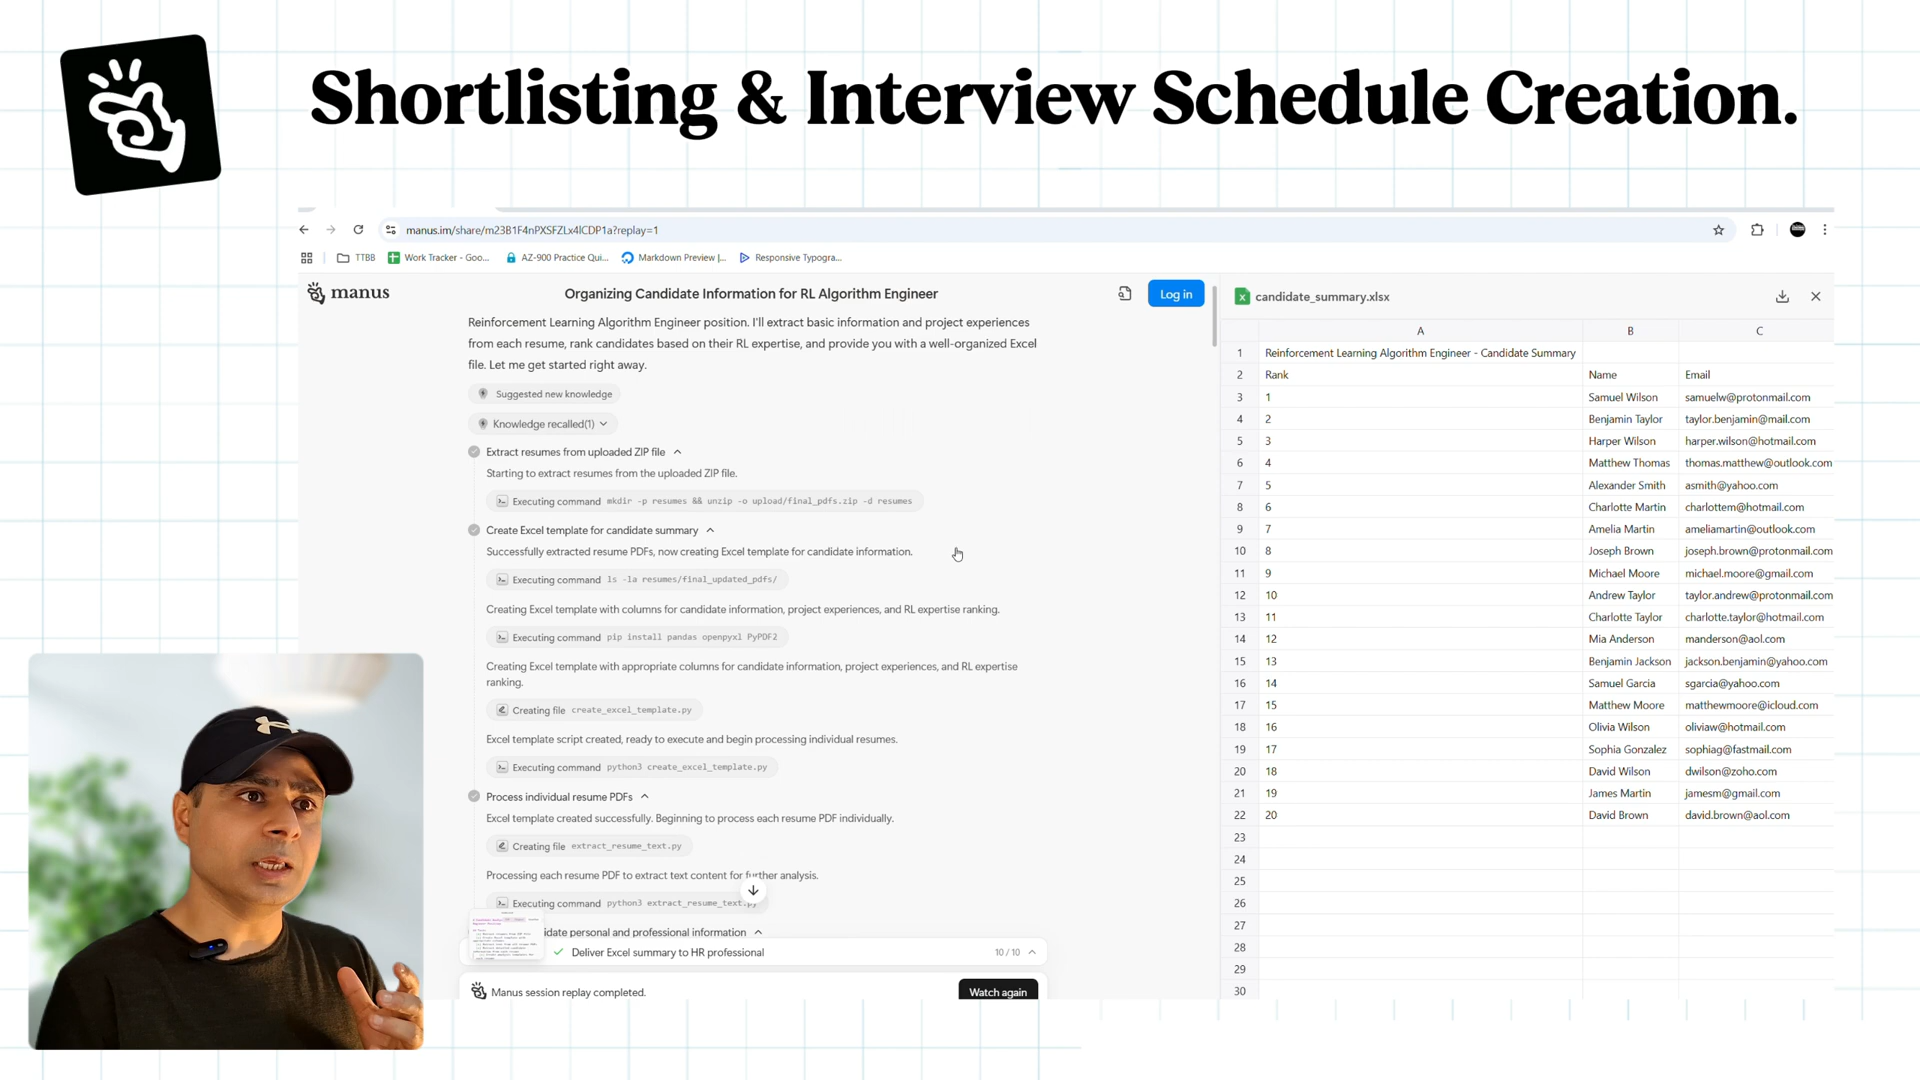 Shortlisting & Interview Schedule Creation.
manus.im/share/m23B1F4nPXSFZLx4lCDP1a?replay=1
TTBB
Work Tracker - Goo...
AZ-900 Practice Qui...
Markdown Preview |...
Responsive Typogra...
manus
Organizing Candidate Information for RL Algorithm Engineer
Log in
Reinforcement Learning Algorithm Engineer position. I'll extract basic information and project experiences
from each resume, rank candidates based on their RL expertise, and provide you with a well-organized Excel
file. Let me get started right away.
Suggested new knowledge
Knowledge recalled(1)
Extract resumes from uploaded ZIP file
Starting to extract resumes from the uploaded ZIP file.
Executing command mkdir -p resumes && unzip -o upload/final_pdfs.zip -d resumes
Create Excel template for candidate summary
Successfully extracted resume PDFs, now creating Excel template for candidate information.
Executing command ls -la resumes/final_updated_pdfs/
Creating Excel template with columns for candidate information, project experiences, and RL expertise ranking.
Executing command pip install pandas openpyxl PyPDF2
Creating Excel template with appropriate columns for candidate information, project experiences, and RL expertise
ranking.
Creating file create_excel_template.py
Excel template script created, ready to execute and begin processing individual resumes.
Executing command python3 create_excel_template.py
Process individual resume PDFs
Excel template created successfully. Beginning to process each resume PDF individually.
Creating file extract_resume_text.py
Processing each resume PDF to extract text content for further analysis.
Executing command python3 extract_resume_text.py
idate personal and professional information
Deliver Excel summary to HR professional 10 / 10
Manus session replay completed.
Watch again
candidate_summary.xlsx
A B C
1 Reinforcement Learning Algorithm Engineer - Candidate Summary
2 Rank Name Email
3 1 Samuel Wilson samuelw@protonmail.com
4 2 Benjamin Taylor taylor.benjamin@mail.com
5 3 Harper Wilson harper.wilson@hotmail.com
6 4 Matthew Thomas thomas.matthew@outlook.com
7 5 Alexander Smith asmith@yahoo.com
8 6 Charlotte Martin charlottem@hotmail.com
9 7 Amelia Martin ameliamartin@outlook.com
10 8 Joseph Brown joseph.brown@protonmail.com
11 9 Michael Moore michael.moore@gmail.com
12 10 Andrew Taylor taylor.andrew@protonmail.com
13 11 Charlotte Taylor charlotte.taylor@hotmail.com
14 12 Mia Anderson manderson@aol.com
15 13 Benjamin Jackson jackson.benjamin@yahoo.com
16 14 Samuel Garcia sgarcia@yahoo.com
17 15 Matthew Moore matthewmoore@icloud.com
18 16 Olivia Wilson oliviaw@hotmail.com
19 17 Sophia Gonzalez sophiag@fastmail.com
20 18 David Wilson dwilson@zoho.com
21 19 James Martin jamesm@gmail.com
22 20 David Brown david.brown@aol.com
23
24
25
26
27
28
29
30